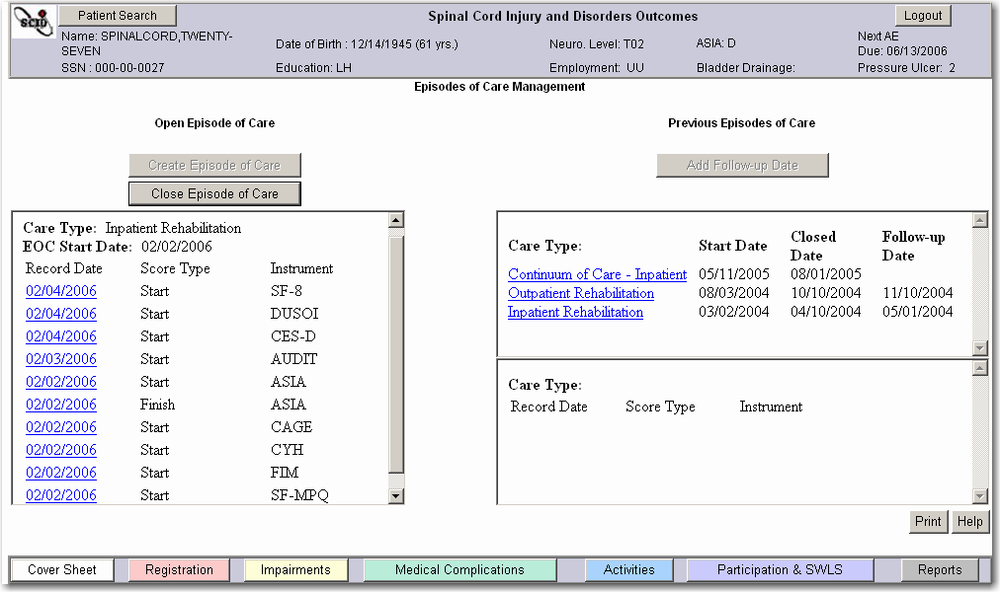 SCID
Patient Search
Spinal Cord Injury and Disorders Outcomes
Logout
Name: SPINALCORD,TWENTY-
SEVEN
Date of Birth : 12/14/1945 (61 yrs.)
Neuro. Level: T02
ASIA: D
Next AE
Due: 06/13/2006
SSN : 000-00-0027
Education: LH
Employment: UU
Bladder Drainage:
Pressure Ulcer: 2
Episodes of Care Management
Open Episode of Care
Create Episode of Care
Close Episode of Care
Care Type: Inpatient Rehabilitation
EOC Start Date: 02/02/2006
Record Date Score Type Instrument
02/04/2006 Start SF-8
02/04/2006 Start DUSOI
02/04/2006 Start CES-D
02/03/2006 Start AUDIT
02/02/2006 Start ASIA
02/02/2006 Finish ASIA
02/02/2006 Start CAGE
02/02/2006 Start CYH
02/02/2006 Start FIM
02/02/2006 Start SF-MPQ
Previous Episodes of Care
Add Follow-up Date
Care Type: Start Date Closed Date Follow-up Date
Continuum of Care - Inpatient 05/11/2005 08/01/2005
Outpatient Rehabilitation 08/03/2004 10/10/2004 11/10/2004
Inpatient Rehabilitation 03/02/2004 04/10/2004 05/01/2004
Care Type:
Record Date Score Type Instrument
Print Help
Cover Sheet Registration Impairments Medical Complications Activities Participation & SWLS Reports